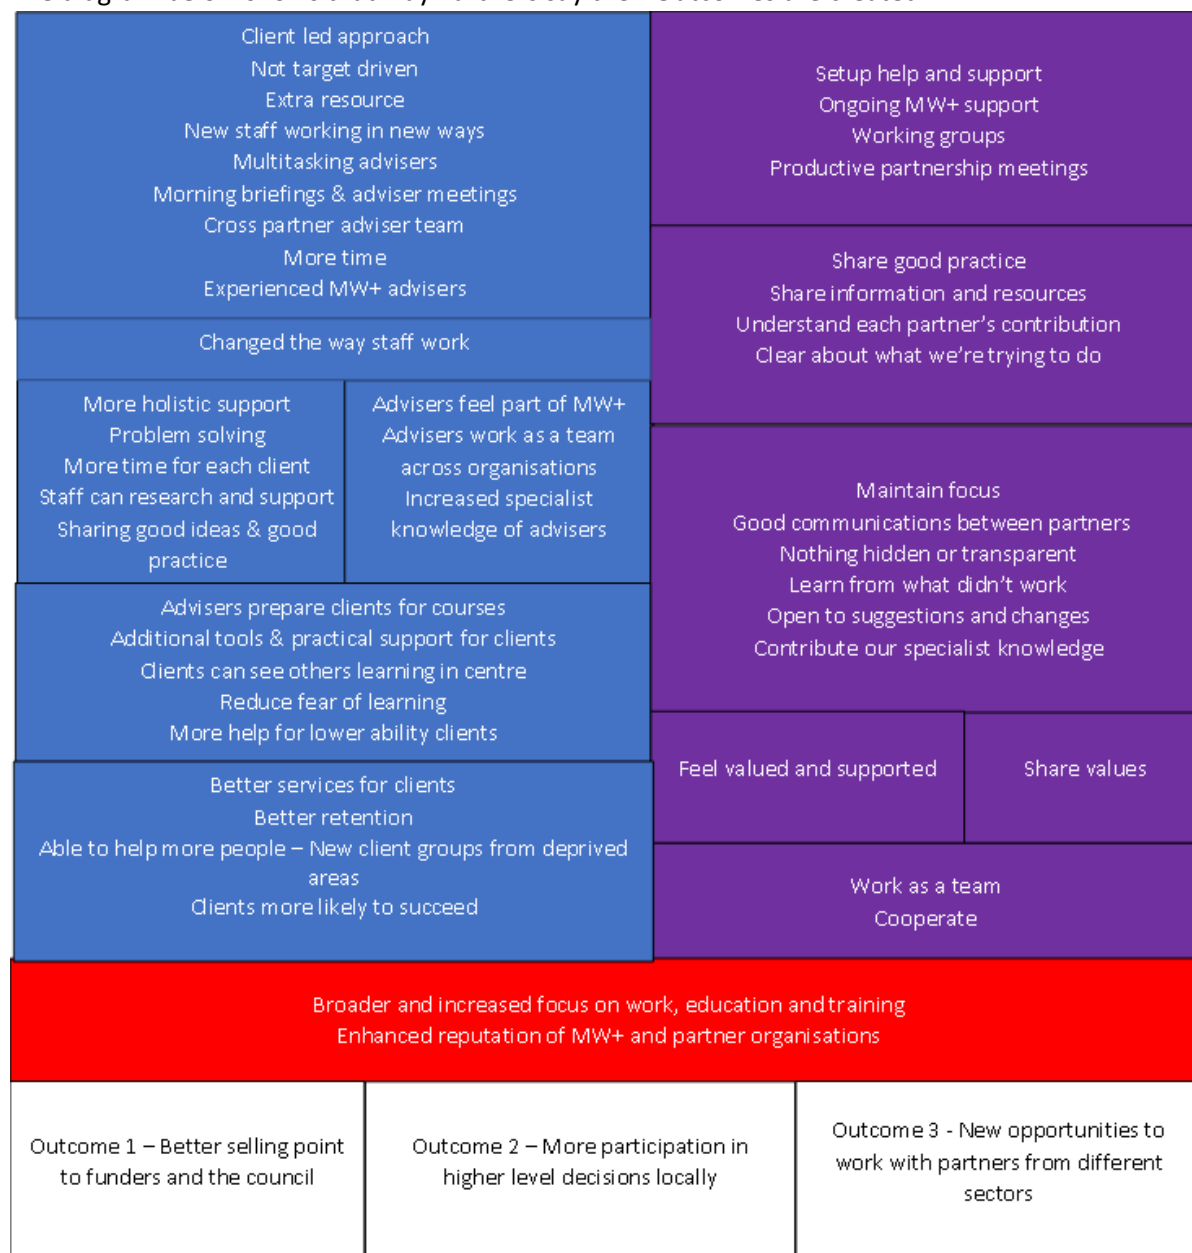 Client led approach
Not target driven
Extra resource
New staff working in new ways
Multitasking advisers
Morning briefings & adviser meetings
Cross partner adviser team
More time
Experienced MW+ advisers
Changed the way staff work
More holistic support
Problem solving
More time for each client
Staff can research and support
Sharing good ideas & good
practice
Advisers feel part of MW+
Advisers work as a team
across organisations
Increased specialist
knowledge of advisers
Advisers prepare clients for courses
Additional tools & practical support for clients
Clients can see others learning in centre
Reduce fear of learning
More help for lower ability clients
Better services for clients
Better retention
Able to help more people – New client groups from deprived
areas
Clients more likely to succeed
Setup help and support
Ongoing MW+ support
Working groups
Productive partnership meetings
Share good practice
Share information and resources
Understand each partner's contribution
Clear about what we're trying to do
Maintain focus
Good communications between partners
Nothing hidden or transparent
Learn from what didn't work
Open to suggestions and changes
Contribute our specialist knowledge
Feel valued and supported
Share values
Work as a team
Cooperate
Broader and increased focus on work, education and training
Enhanced reputation of MW+ and partner organisations
Outcome 1 – Better selling point
to funders and the council
Outcome 2 – More participation in
higher level decisions locally
Outcome 3 - New opportunities to
work with partners from different
sectors